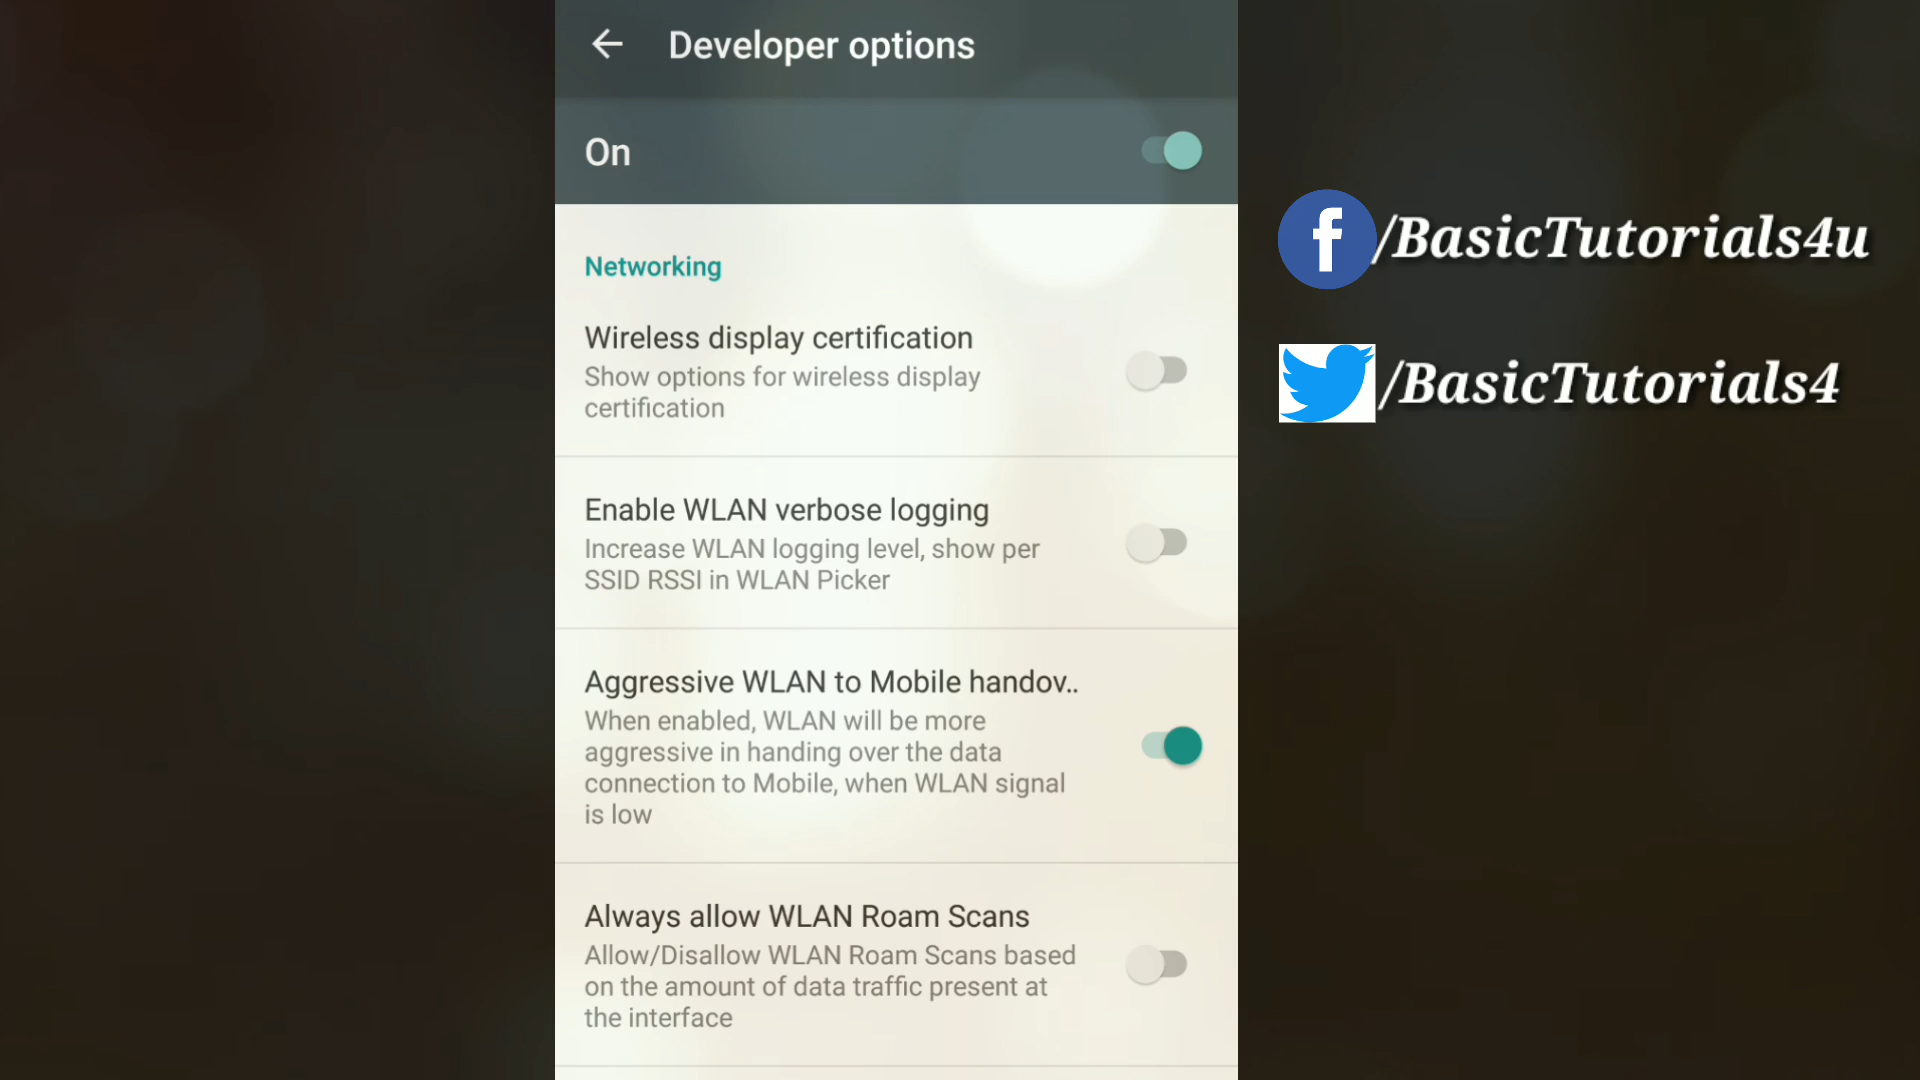 Developer options
On
Networking
Wireless display certification
Show options for wireless display
certification
Enable WLAN verbose logging
Increase WLAN logging level, show per
SSID RSSI in WLAN Picker
Aggressive WLAN to Mobile handov..
When enabled, WLAN will be more
aggressive in handing over the data
connection to Mobile, when WLAN signal
is low
Always allow WLAN Roam Scans
Allow/Disallow WLAN Roam Scans based
on the amount of data traffic present at
the interface
f/BasicTutorials4u
/BasicTutorials4